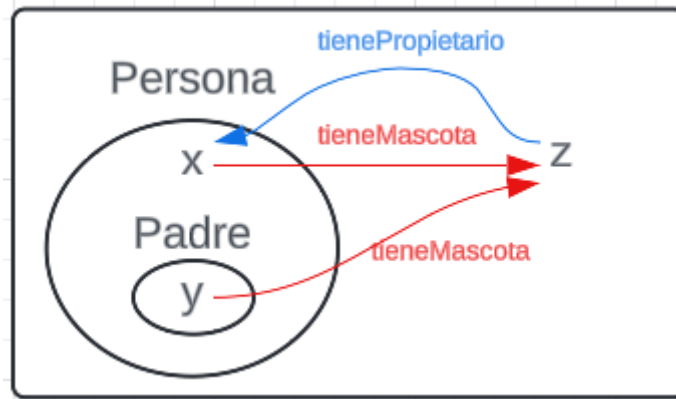 tienePropietario
Persona
tieneMascota
x
z
Padre
tieneMascota
y